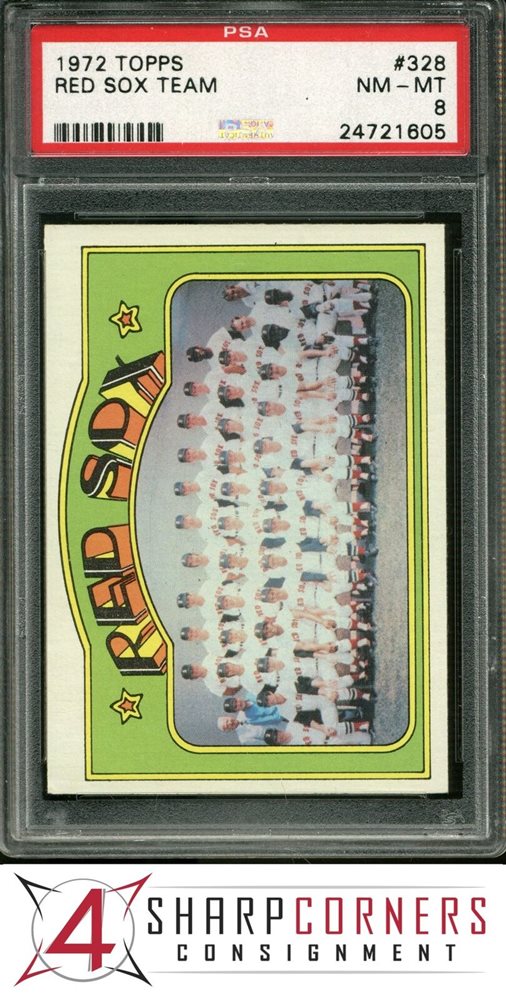 PSA
1972 TOPPS #328
RED SOX TEAM NM - MT
8
24721605
RED SOX
4 SHARPCORNERS
CONSIGNMENT